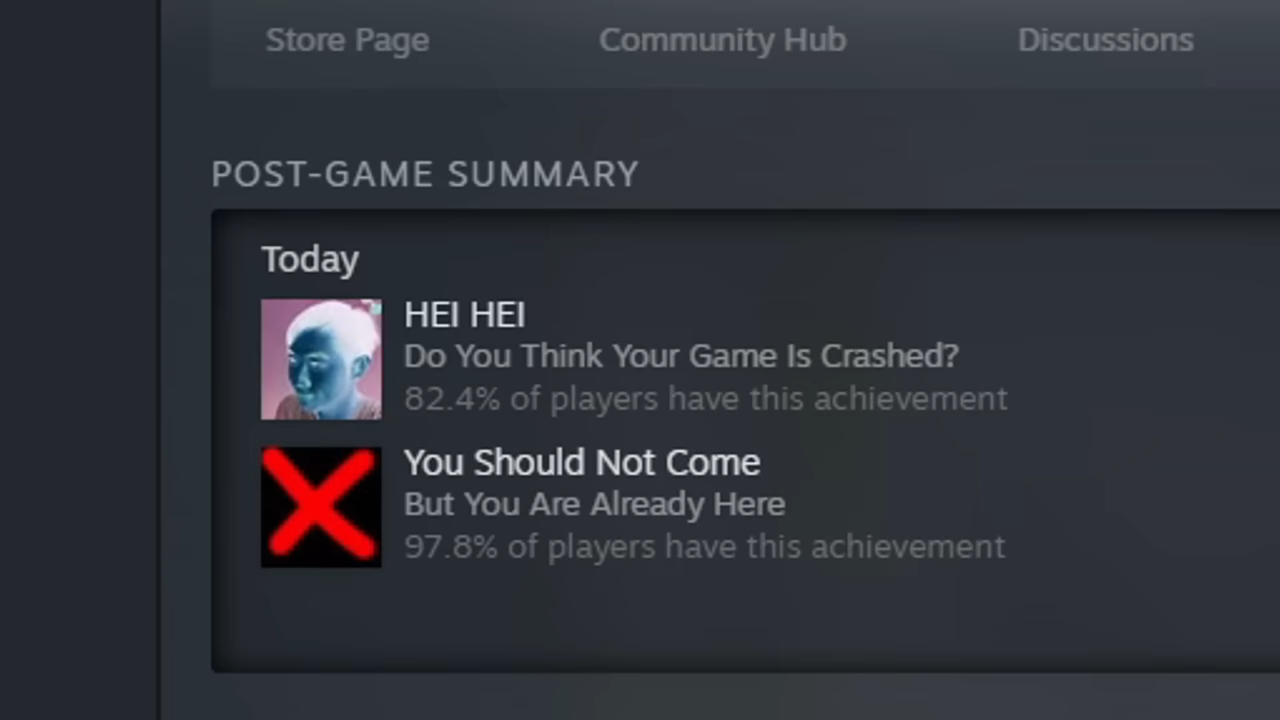 Store Page Community Hub Discussions
POST-GAME SUMMARY
Today
HEI HEI
Do You Think Your Game Is Crashed?
82.4% of players have this achievement
You Should Not Come
But You Are Already Here
97.8% of players have this achievement